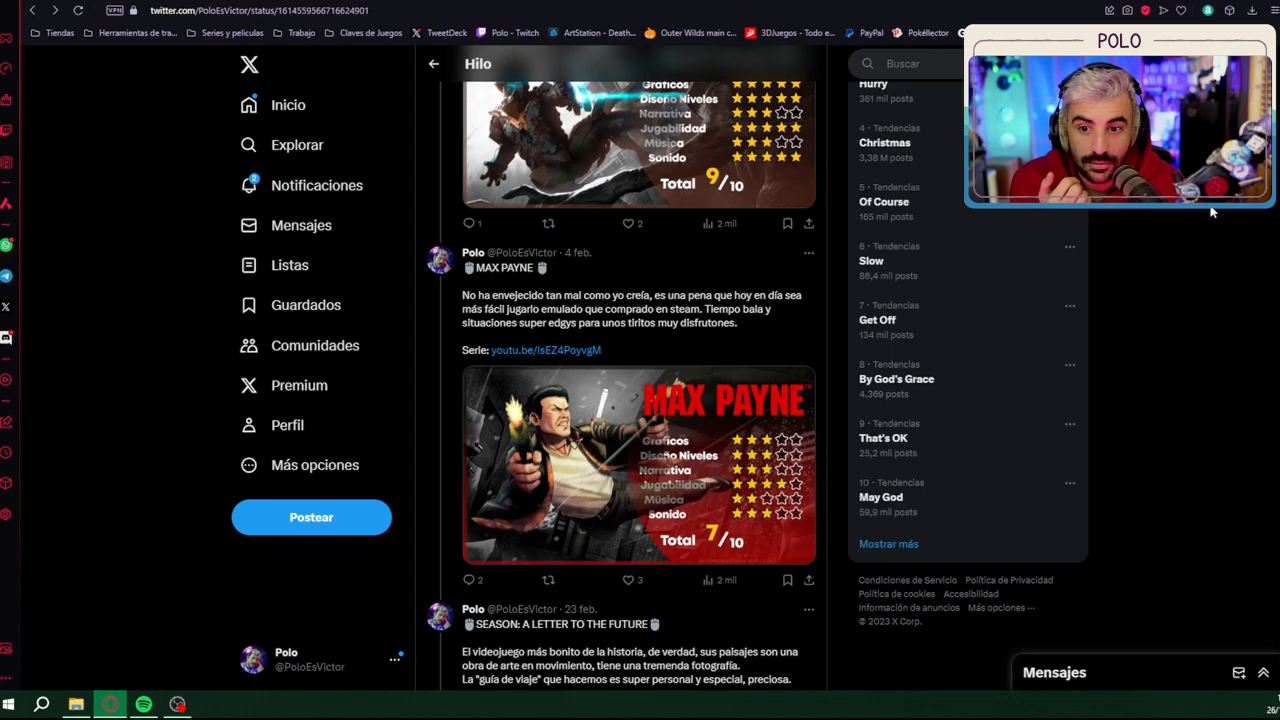 twitter.com/PoloEsVictor/status/1614559566716624901
VPN
Tiendas
Herramientas de tra...
Series y peliculas
Trabajo
Claves de Juegos
TweetDeck
Polo - Twitch
ArtStation - Death...
Outer Wilds main c...
3DJuegos - Todo e...
PayPal
Pokéllector
POLO
Inicio
Explorar
2
Notificaciones
Mensajes
Listas
Guardados
Comunidades
Premium
Perfil
Más opciones
Postear
Polo
@PoloEsVictor
Hilo
Gráficos
Diseño Niveles
Narrativa
Jugabilidad
Música
Sonido
Total 9/10
1
2
2 mil
Polo @PoloEsVictor · 4 feb.
MAX PAYNE
No ha envejecido tan mal como yo creía, es una pena que hoy en día sea
más fácil jugarlo emulado que comprado en steam. Tiempo bala y
situaciones super edgys para unos tiritos muy disfrutones.
Serie: youtu.be/IsEZ4PoyvgM
MAX PAYNE
Gráficos
Diseño Niveles
Narrativa
Jugabilidad
Música
Sonido
Total 7/10
2
3
2 mil
Polo @PoloEsVictor · 23 feb.
SEASON: A LETTER TO THE FUTURE
El videojuego más bonito de la historia, de verdad, sus paisajes son una
obra de arte en movimiento, tiene una tremenda fotografía.
La "guía de viaje" que hacemos es super personal y especial, preciosa.
Buscar
Hurry
361 mil posts
4 · Tendencias
Christmas
3,38 M posts
5 · Tendencias
Of Course
165 mil posts
6 · Tendencias
Slow
86,4 mil posts
7 · Tendencias
Get Off
134 mil posts
8 · Tendencias
By God's Grace
4.369 posts
9 · Tendencias
That's OK
25,2 mil posts
10 · Tendencias
May God
59,9 mil posts
Mostrar más
Condiciones de Servicio Política de Privacidad
Política de cookies Accesibilidad
Información de anuncios Más opciones ···
© 2023 X Corp.
Mensajes